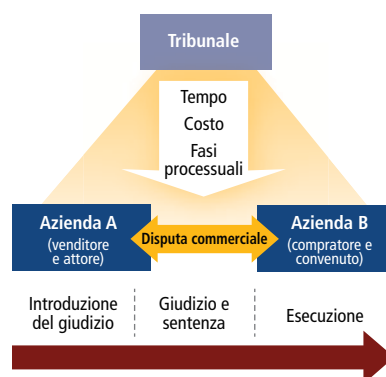 Tribunale
Tempo
Costo
Fasi
processuali
Azienda A
(venditore
e attore)
Disputa commerciale
Azienda B
(compratore e
convenuto)
Introduzione
del giudizio
Giudizio e
sentenza
Esecuzione